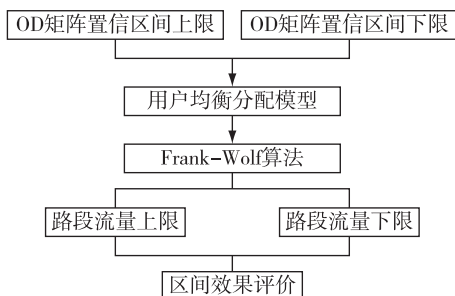 OD矩阵置信区间上限
OD矩阵置信区间下限
用户均衡分配模型
Frank-Wolf算法
路段流量上限
路段流量下限
区间效果评价